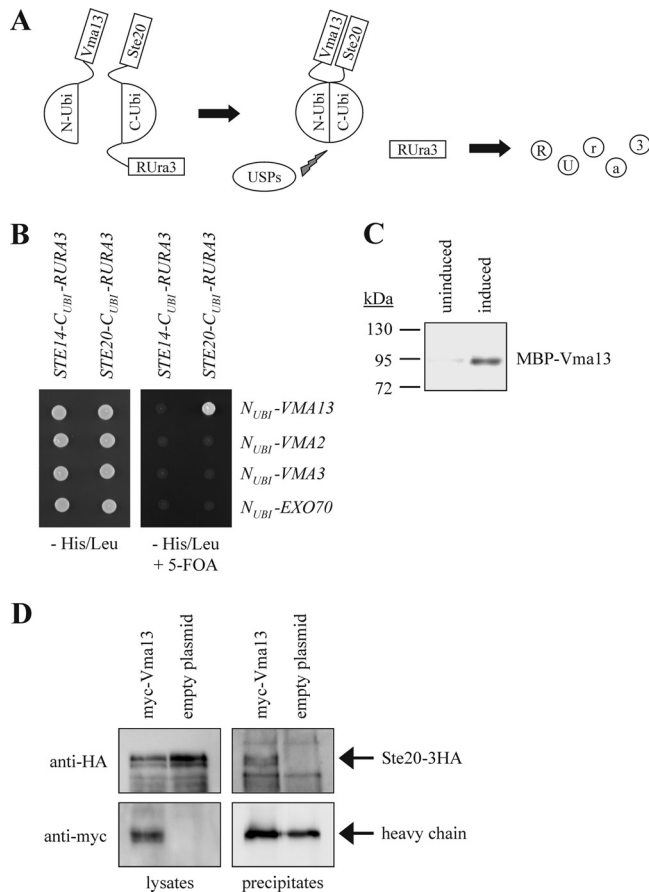 A
Vma13
Ste20
N-Ubi
C-Ubi
RUra3
Vma13
Ste20
N-Ubi
C-Ubi
USPs
RUra3
R
U
r
a
3
B
STE14-CUBI-RURA3
STE20-CUBI-RURA3
STE14-CUBI-RURA3
STE20-CUBI-RURA3
NUBI-VMA13
NUBI-VMA2
NUBI-VMA3
NUBI-EXO70
- His/Leu
- His/Leu
+ 5-FOA
C
uninduced
induced
kDa
130
95
72
MBP-Vma13
D
myc-Vma13
empty plasmid
myc-Vma13
empty plasmid
anti-HA
Ste20-3HA
anti-myc
heavy chain
lysates
precipitates